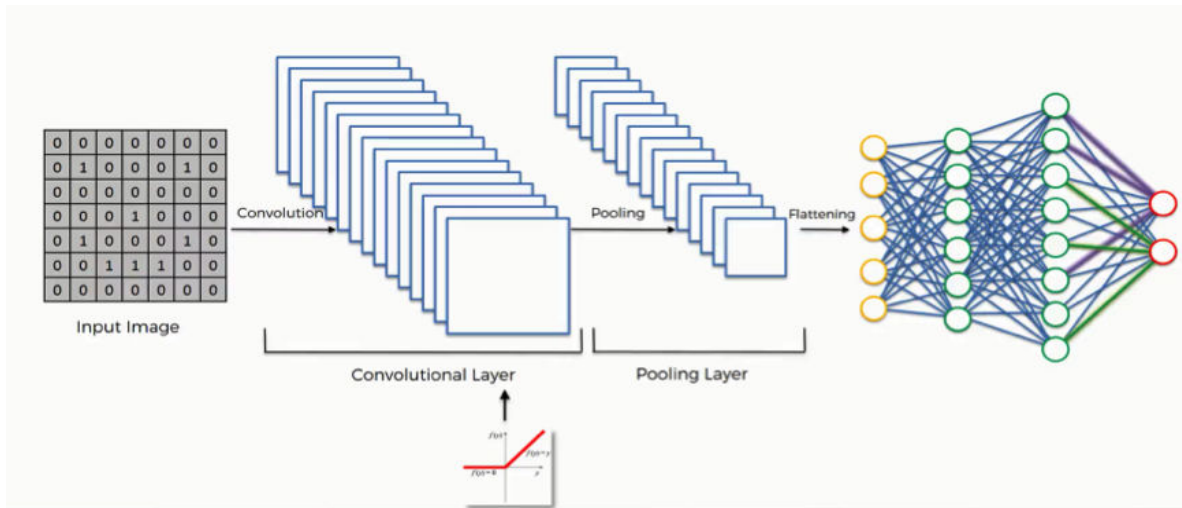 0 0 0 0 0 0 0
0 1 0 0 0 1 0
0 0 0 0 0 0 0
0 0 0 1 0 0 0
0 1 0 0 0 1 0
0 0 1 1 1 0 0
0 0 0 0 0 0 0
Input Image
Convolution
Pooling
Flattening
Convolutional Layer
Pooling Layer